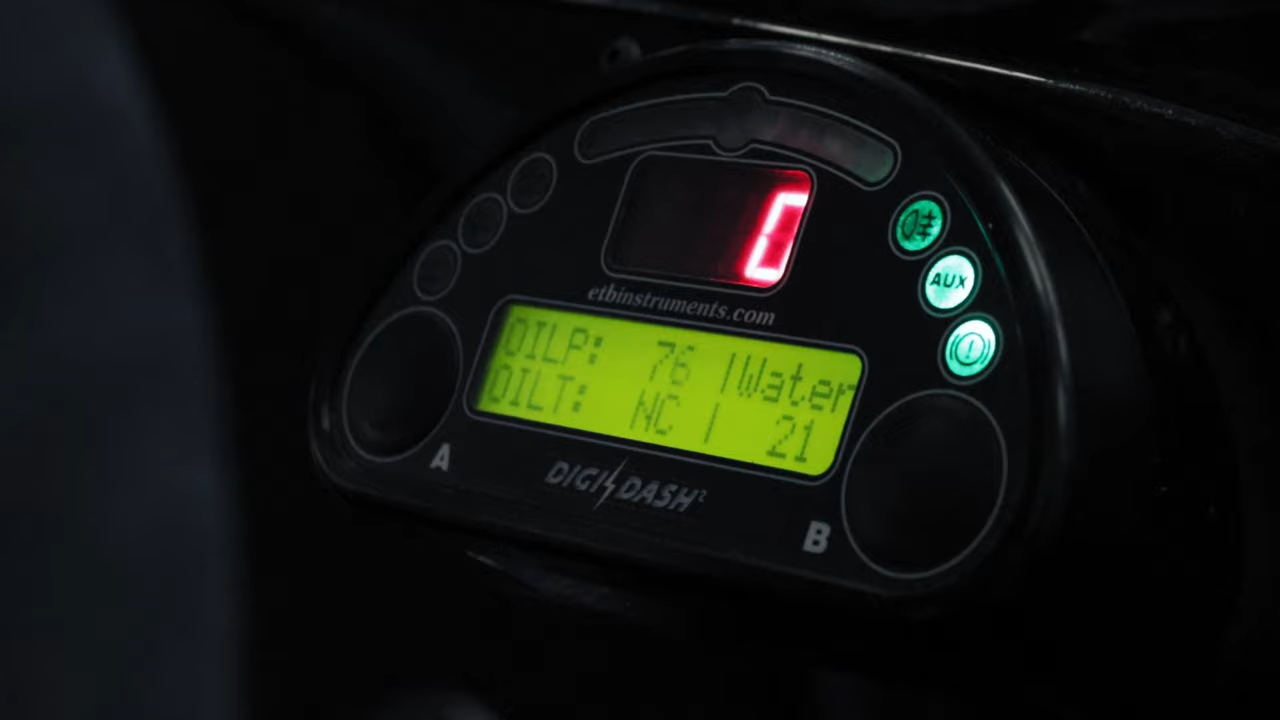 AUX
etbinstruments.com
OILP: 76 |Water
OILT: NC | 21
A
DIGIDASH2
B